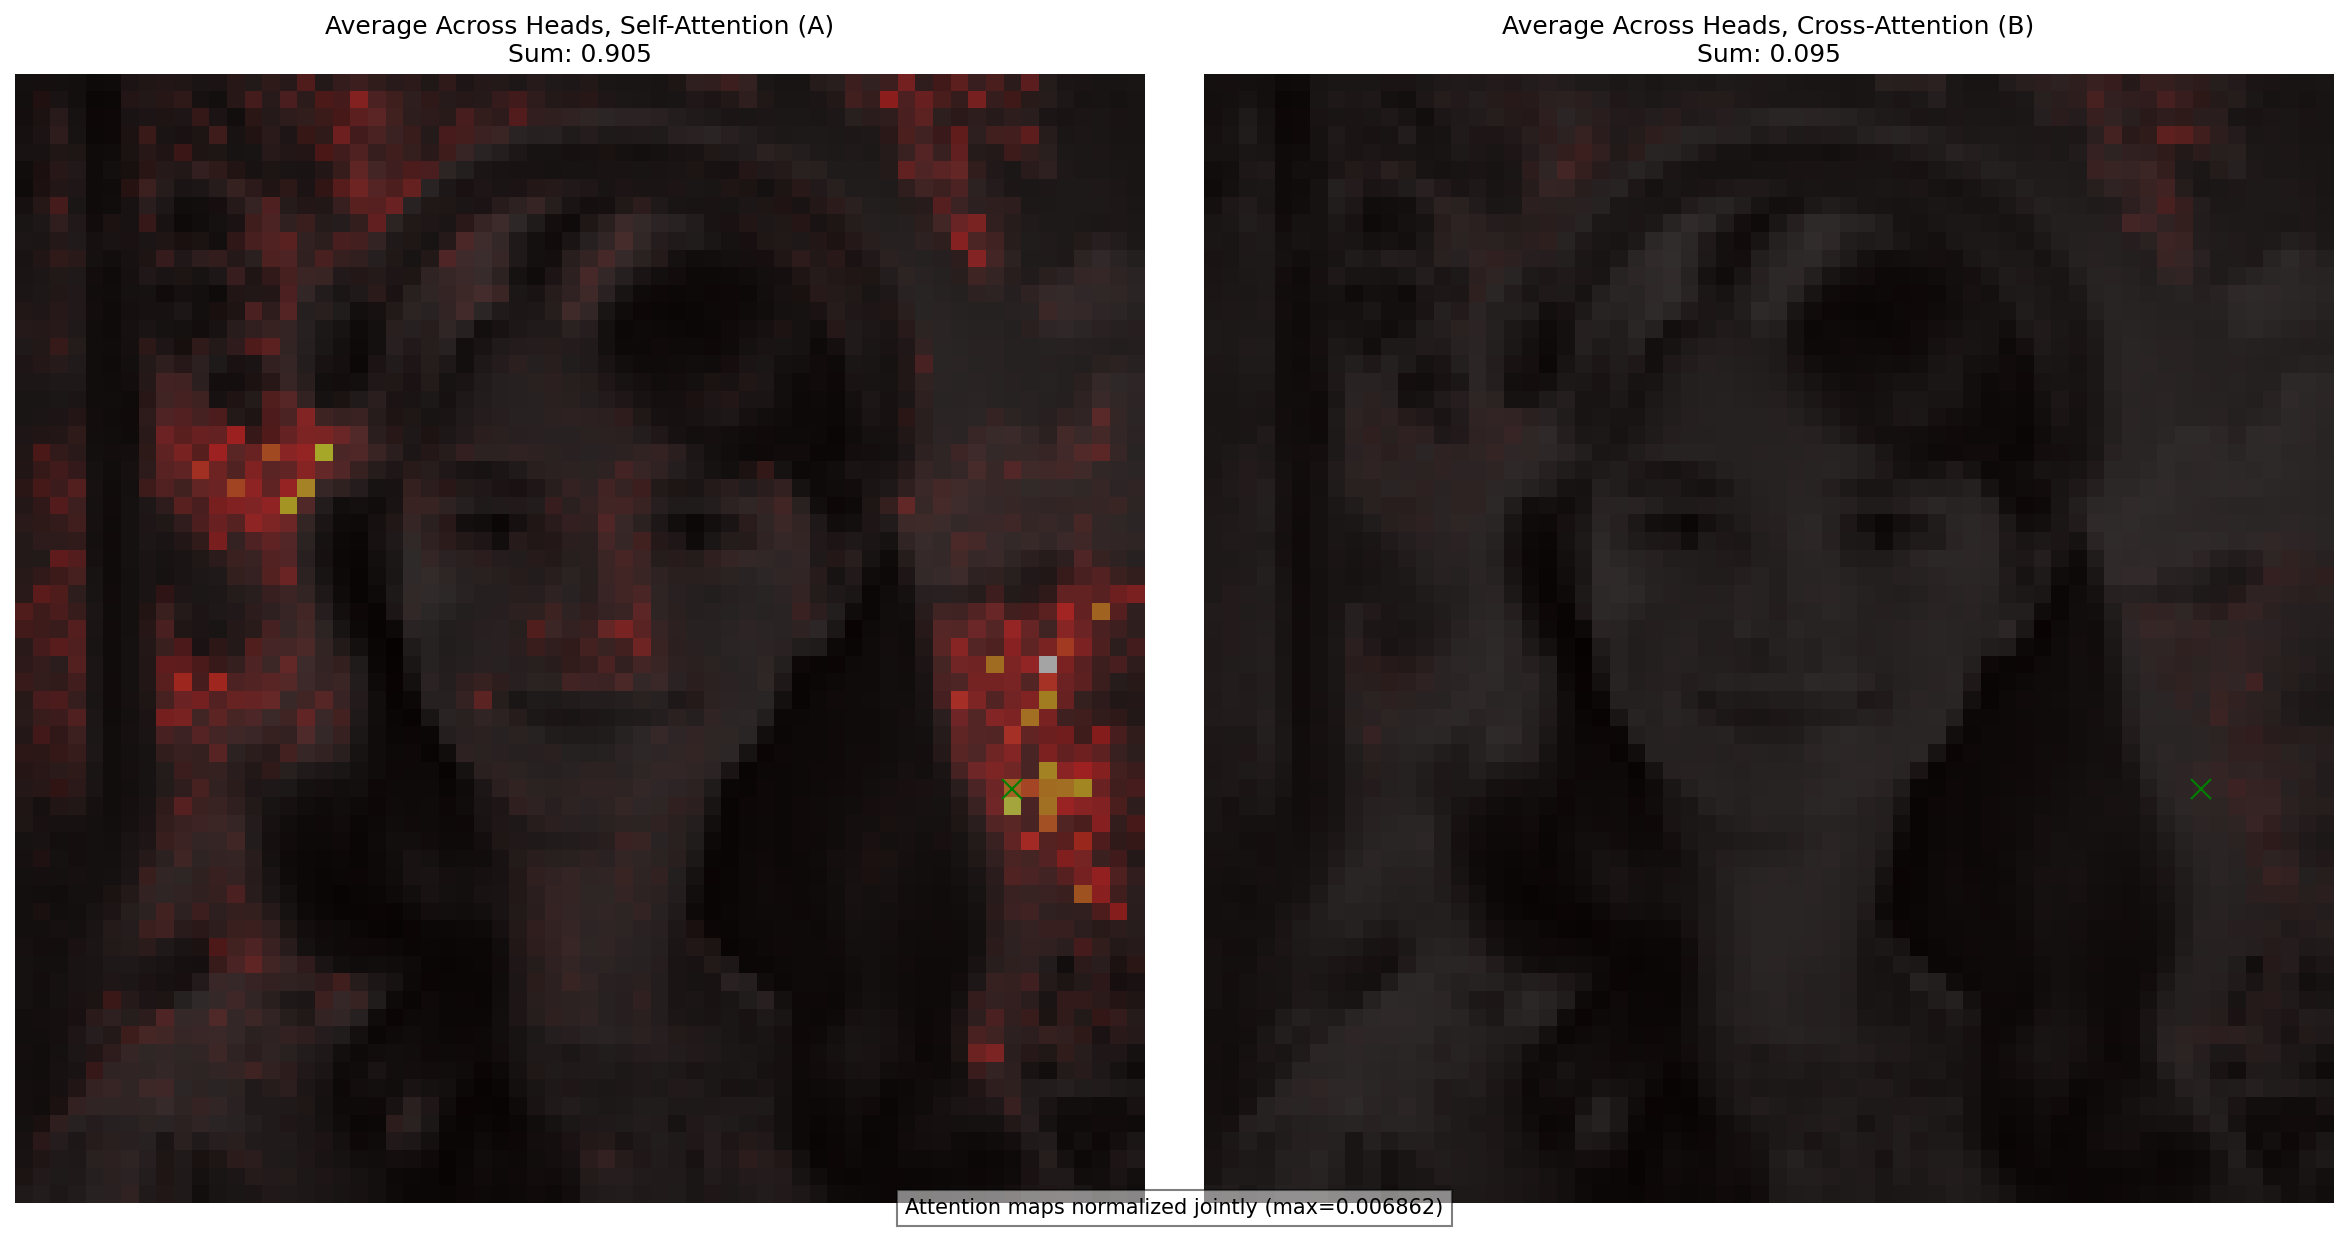 Average Across Heads, Self-Attention (A)
Sum: 0.905
Average Across Heads, Cross-Attention (B)
Sum: 0.095
Attention maps normalized jointly (max=0.006862)